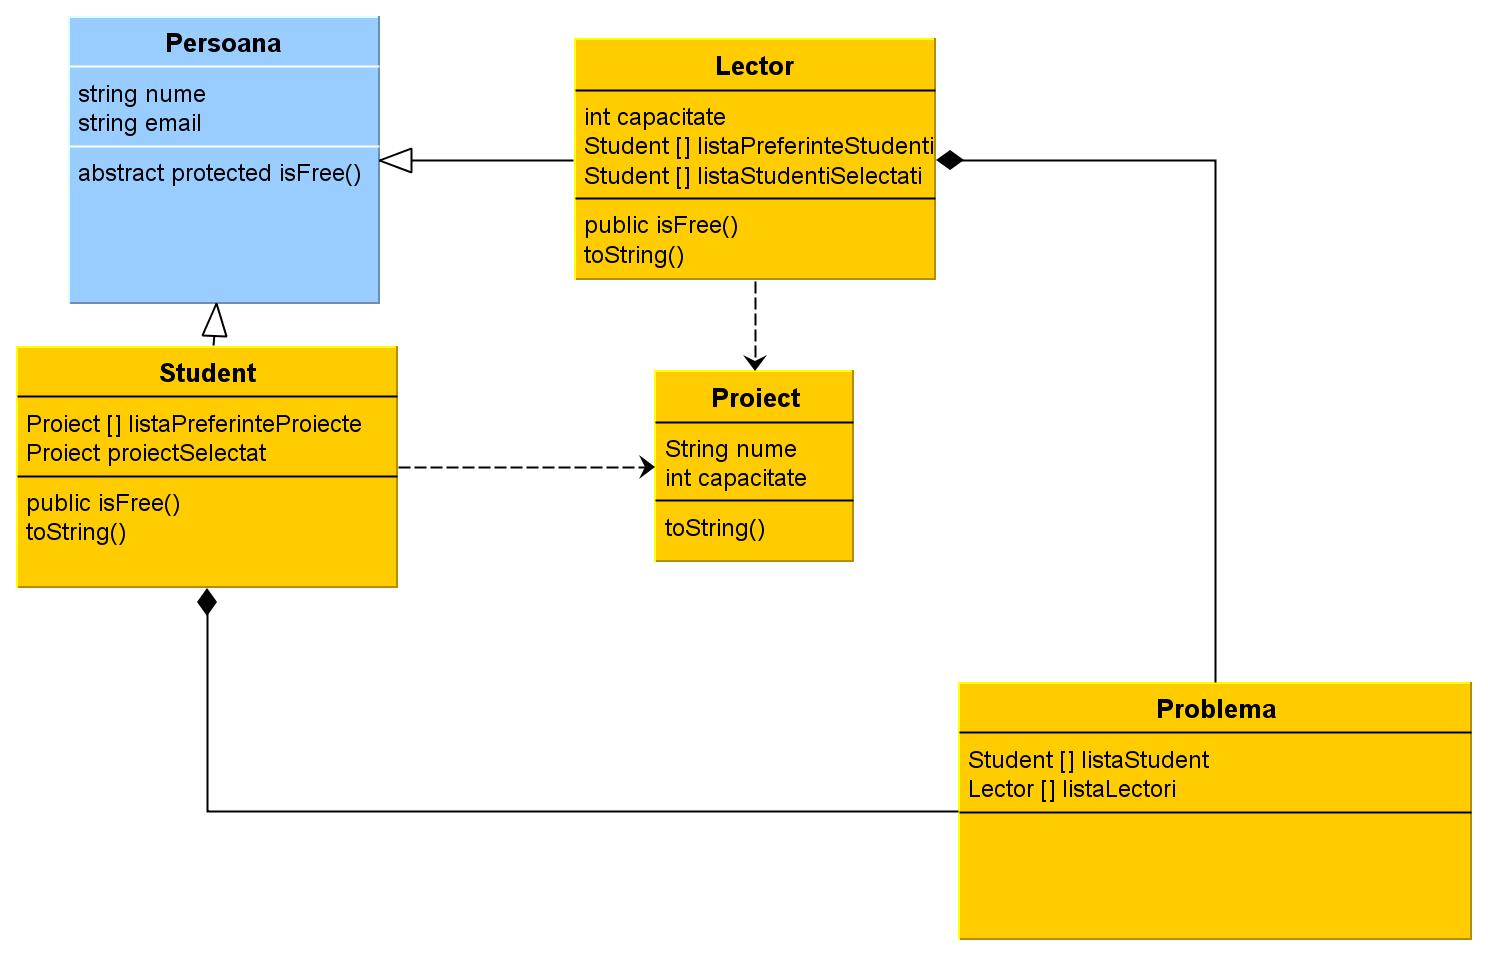 Persoana
string nume
string email
abstract protected isFree()
Lector
int capacitate
Student [] listaPreferinteStudenti
Student [] listaStudentiSelectati
public isFree()
toString()
Student
Proiect [] listaPreferinteProiecte
Proiect proiectSelectat
public isFree()
toString()
Proiect
String nume
int capacitate
toString()
Problema
Student [] listaStudent
Lector [] listaLectori